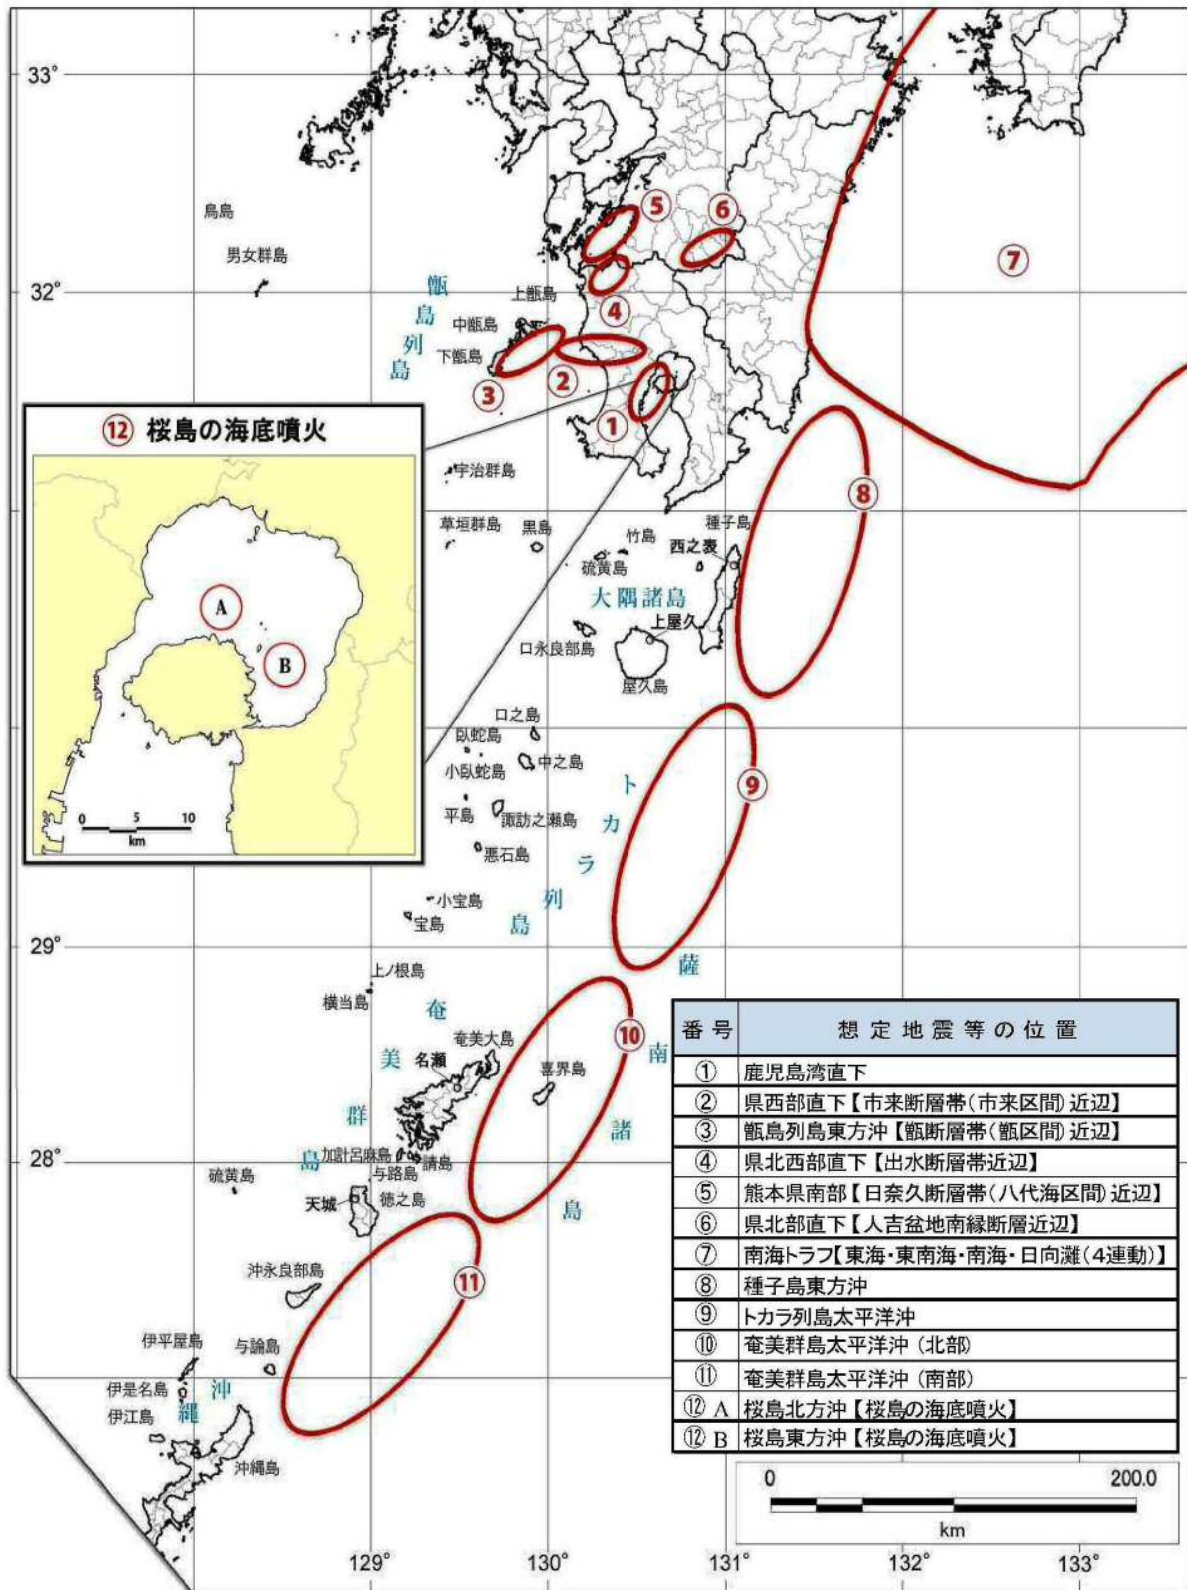 33°
⑤
⑥
鳥島
男女群島
⑦
32°
甑島列島
上甑島
中甑島
下甑島
④
③
②
①
⑫ 桜島の海底噴火
A
B
0 5 10
km
宇治群島
⑧
草垣群島
黒島
竹島
種子島
西之表
硫黄島
大隅諸島
上屋久
口永良部島
屋久島
口之島
臥蛇島
中之島
小臥蛇島
⑨
トカラ列島
平島
諏訪之瀬島
悪石島
小宝島
宝島
29°
薩南諸島
上ノ根島
横当島
奄美群島
奄美大島
名瀬
⑩
喜界島
加計呂麻島
請島
28°
与路島
硫黄島
天城
徳之島
沖永良部島
⑪
伊平屋島
与論島
伊是名島
沖縄
伊江島
沖縄島
番号 想定地震等の位置
① 鹿児島湾直下
② 県西部直下【市来断層帯(市来区間)近辺】
③ 甑島列島東方沖【甑断層帯(甑区間)近辺】
④ 県北西部直下【出水断層帯近辺】
⑤ 熊本県南部【日奈久断層帯(八代海区間)近辺】
⑥ 県北部直下【人吉盆地南縁断層近辺】
⑦ 南海トラフ【東海・東南海・南海・日向灘(4連動)】
⑧ 種子島東方沖
⑨ トカラ列島太平洋沖
⑩ 奄美群島太平洋沖(北部)
⑪ 奄美群島太平洋沖(南部)
⑫ A 桜島北方沖【桜島の海底噴火】
⑫ B 桜島東方沖【桜島の海底噴火】
0 200.0
km
129° 130° 131° 132° 133°